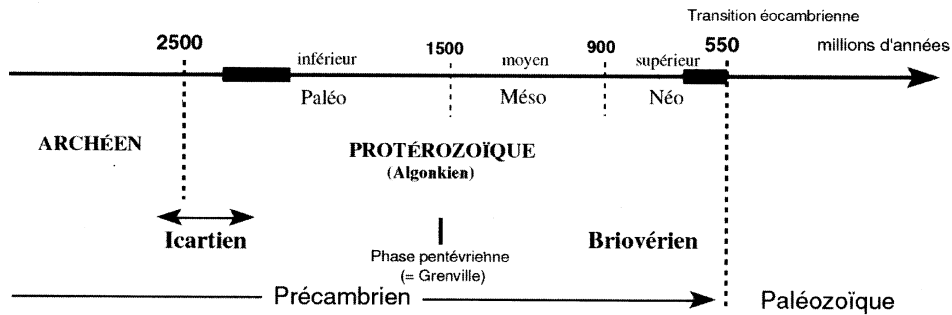 Transition éocambrienne
2500 1500 900 550 millions d'années
inférieur moyen supérieur
Paléo Méso Néo
ARCHÉEN PROTÉROZOÏQUE
(Algonkien)
Icartien Briovérien
Phase pentévriehne
(= Grenville)
Précambrien Paléozoïque